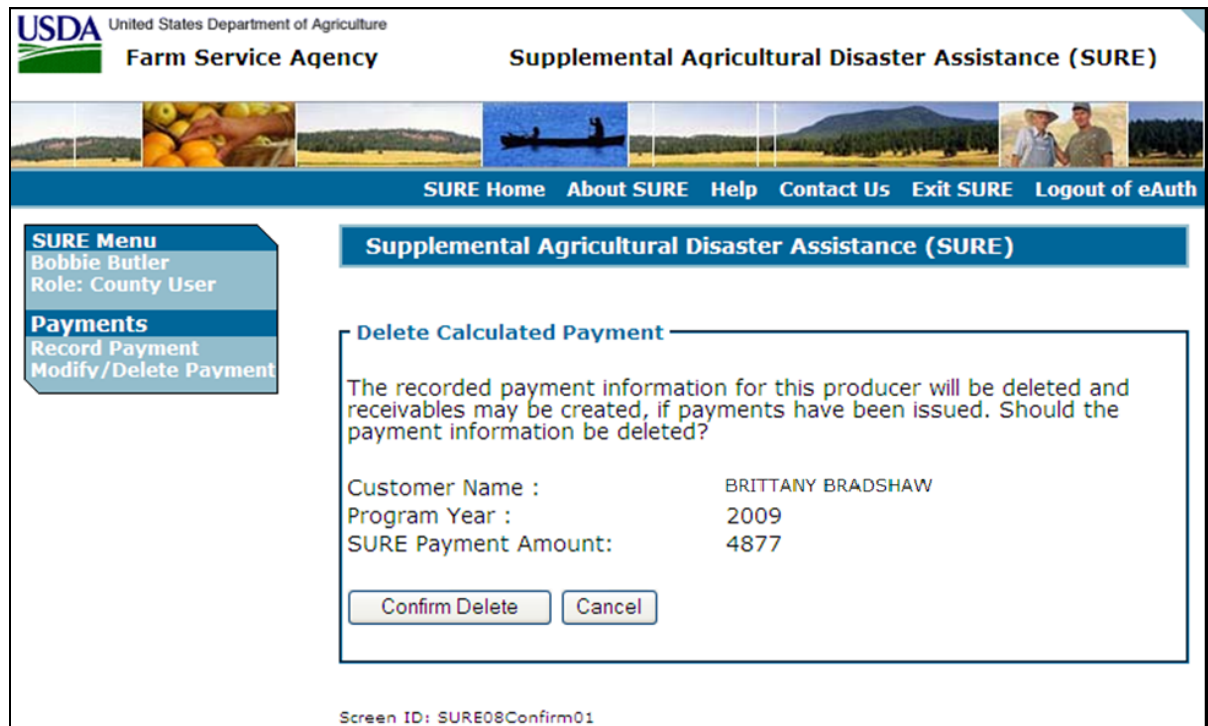 USDA United States Department of Agriculture
Farm Service Agency
Supplemental Agricultural Disaster Assistance (SURE)
SURE Home About SURE Help Contact Us Exit SURE Logout of eAuth
SURE Menu
Bobbie Butler
Role: County User
Payments
Record Payment
Modify/Delete Payment
Supplemental Agricultural Disaster Assistance (SURE)
Delete Calculated Payment
The recorded payment information for this producer will be deleted and
receivables may be created, if payments have been issued. Should the
payment information be deleted?
Customer Name : BRITTANY BRADSHAW
Program Year : 2009
SURE Payment Amount: 4877
Confirm Delete Cancel
Screen ID: SURE08Confirm01